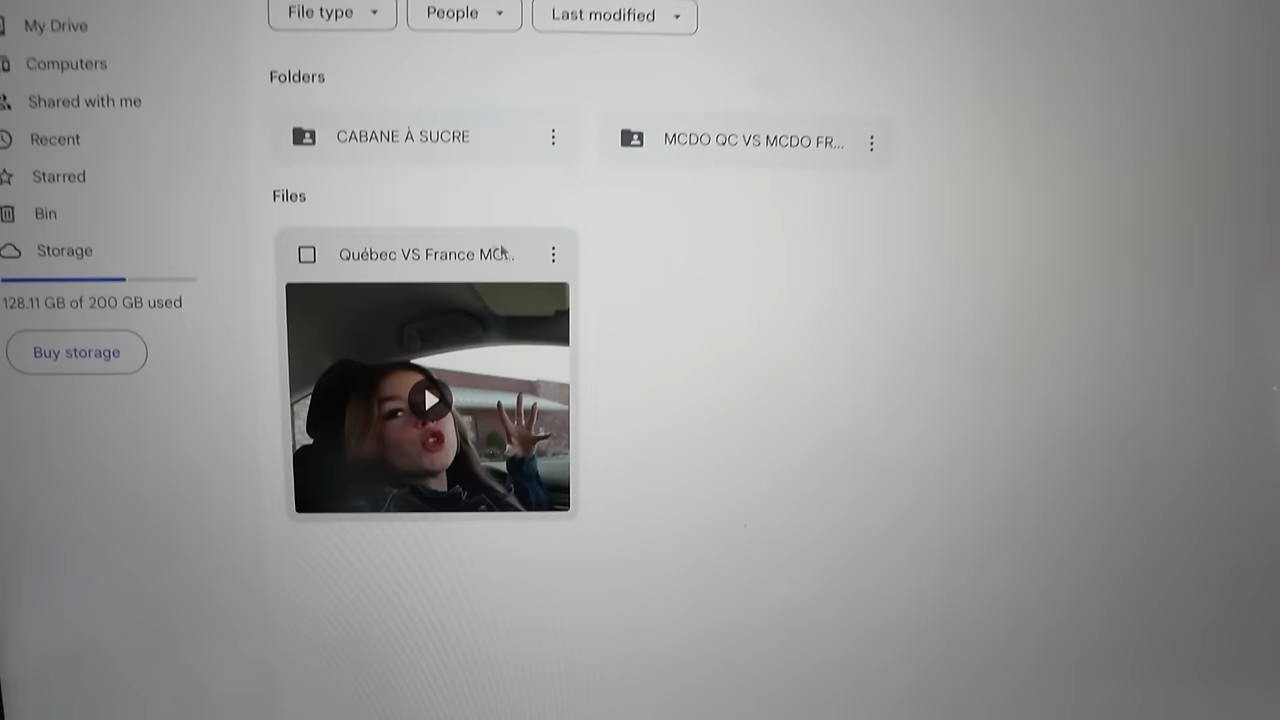 File type
People
Last modified
My Drive
Computers
Shared with me
Recent
Starred
Bin
Storage
128.11 GB of 200 GB used
Buy storage
Folders
CABANE À SUCRE
MCDO QC VS MCDO FR...
Files
Québec VS France